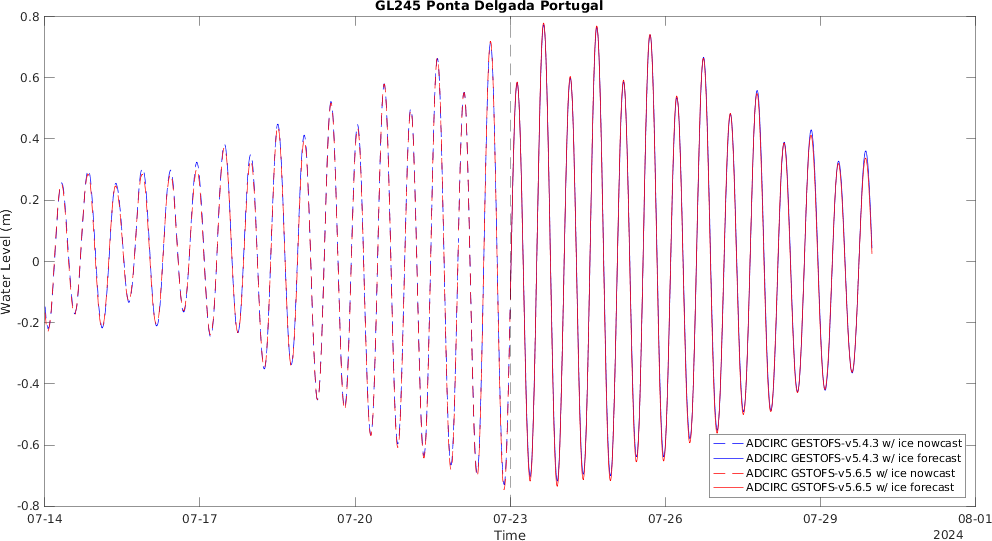 GL245 Ponta Delgada Portugal
0.8
0.6
0.4
0.2
0
-0.2
-0.4
-0.6
-0.8
Water Level (m)
07-14
07-17
07-20
07-23
07-26
07-29
08-01
Time
2024
ADCIRC GESTOFS-v5.4.3 w/ ice nowcast
ADCIRC GESTOFS-v5.4.3 w/ ice forecast
ADCIRC GSTOFS-v5.6.5 w/ ice nowcast
ADCIRC GSTOFS-v5.6.5 w/ ice forecast